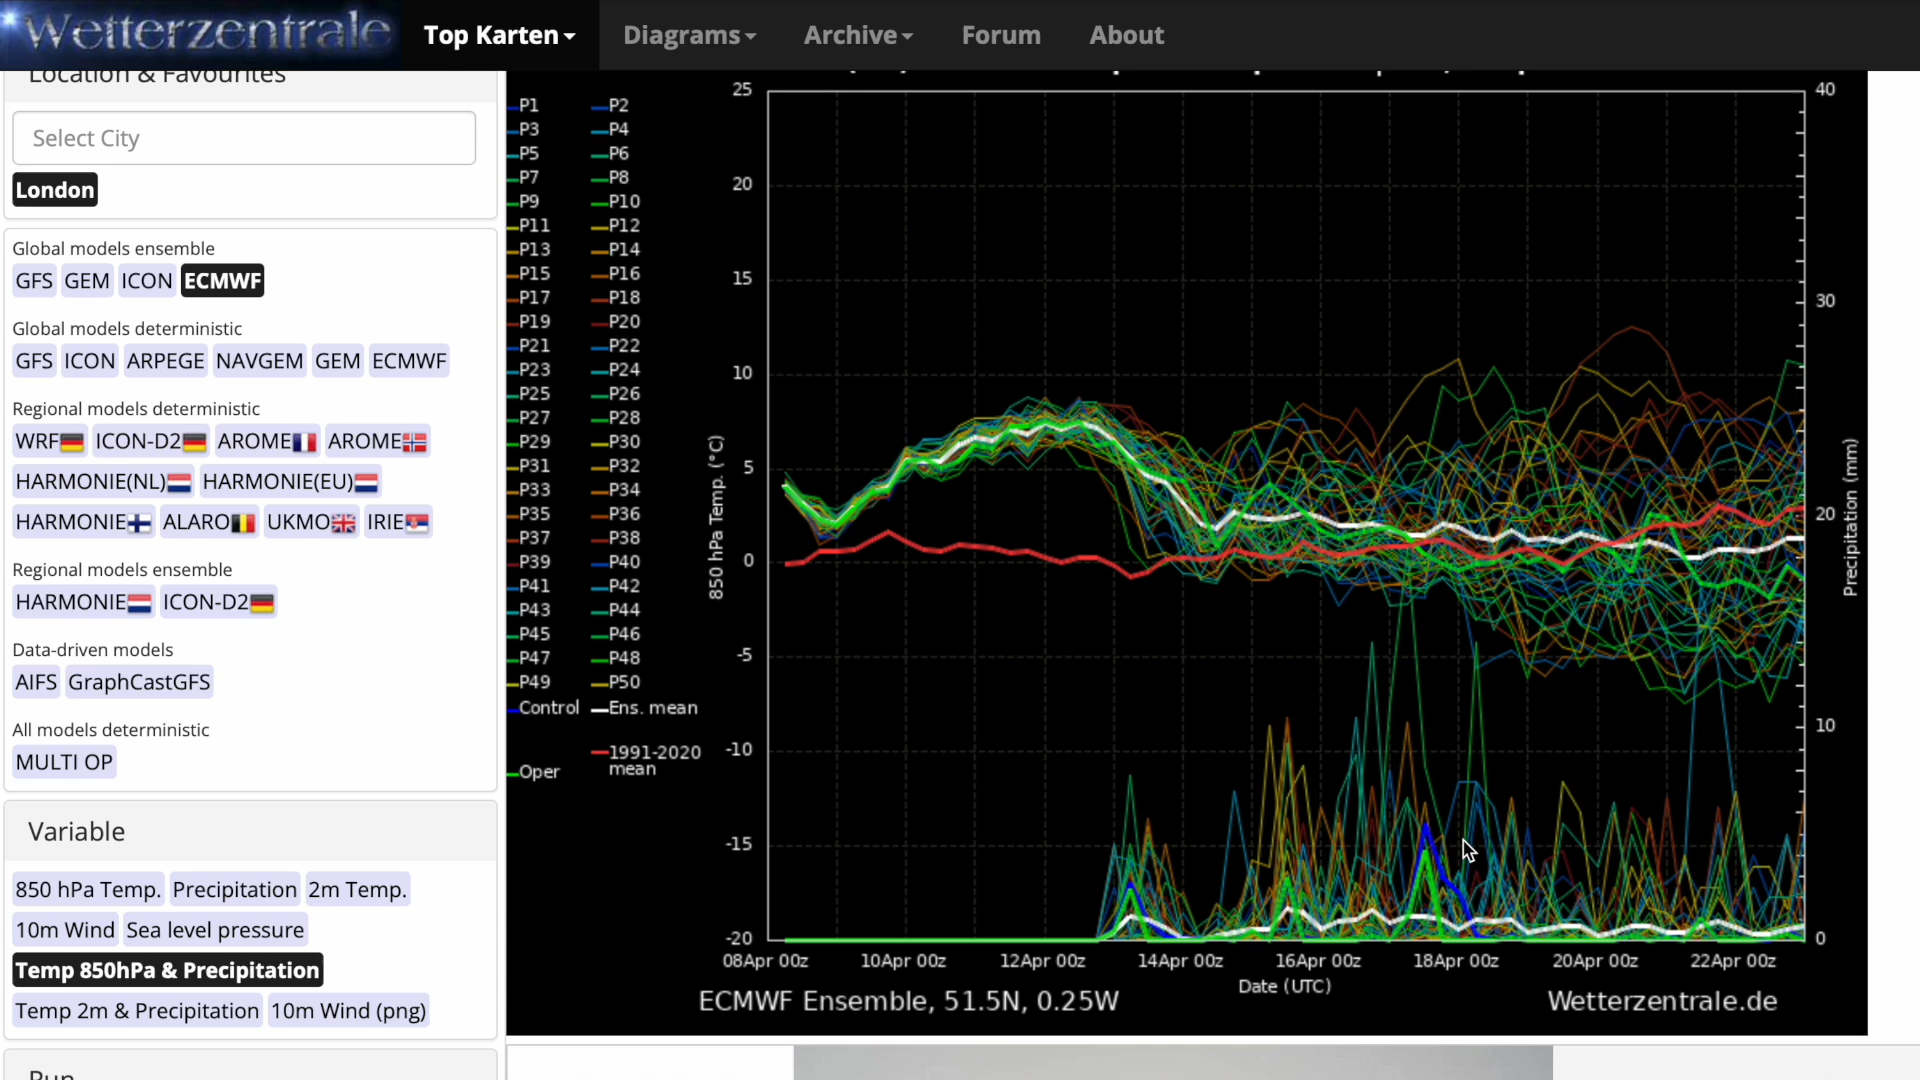 Wetterzentrale
Top Karten
Diagrams
Archive
Forum
About
Location & Favourites
Select City
London
Global models ensemble
GFS GEM ICON ECMWF
Global models deterministic
GFS ICON ARPEGE NAVGEM GEM ECMWF
Regional models deterministic
WRF ICON-D2 AROME AROME
HARMONIE(NL) HARMONIE(EU)
HARMONIE ALARO UKMO IRIE
Regional models ensemble
HARMONIE ICON-D2
Data-driven models
AIFS GraphCastGFS
All models deterministic
MULTI OP
Variable
850 hPa Temp. Precipitation 2m Temp.
10m Wind Sea level pressure
Temp 850hPa & Precipitation
Temp 2m & Precipitation 10m Wind (png)
Run
P1 P2
P3 P4
P5 P6
P7 P8
P9 P10
P11 P12
P13 P14
P15 P16
P17 P18
P19 P20
P21 P22
P23 P24
P25 P26
P27 P28
P29 P30
P31 P32
P33 P34
P35 P36
P37 P38
P39 P40
P41 P42
P43 P44
P45 P46
P47 P48
P49 P50
Control Ens. mean
1991-2020
mean
Oper
850 hPa Temp. (°C)
25
20
15
10
5
0
-5
-10
-15
-20
40
30
20
10
0
Precipitation (mm)
08Apr 00z 10Apr 00z 12Apr 00z 14Apr 00z 16Apr 00z 18Apr 00z 20Apr 00z 22Apr 00z
Date (UTC)
ECMWF Ensemble, 51.5N, 0.25W
Wetterzentrale.de